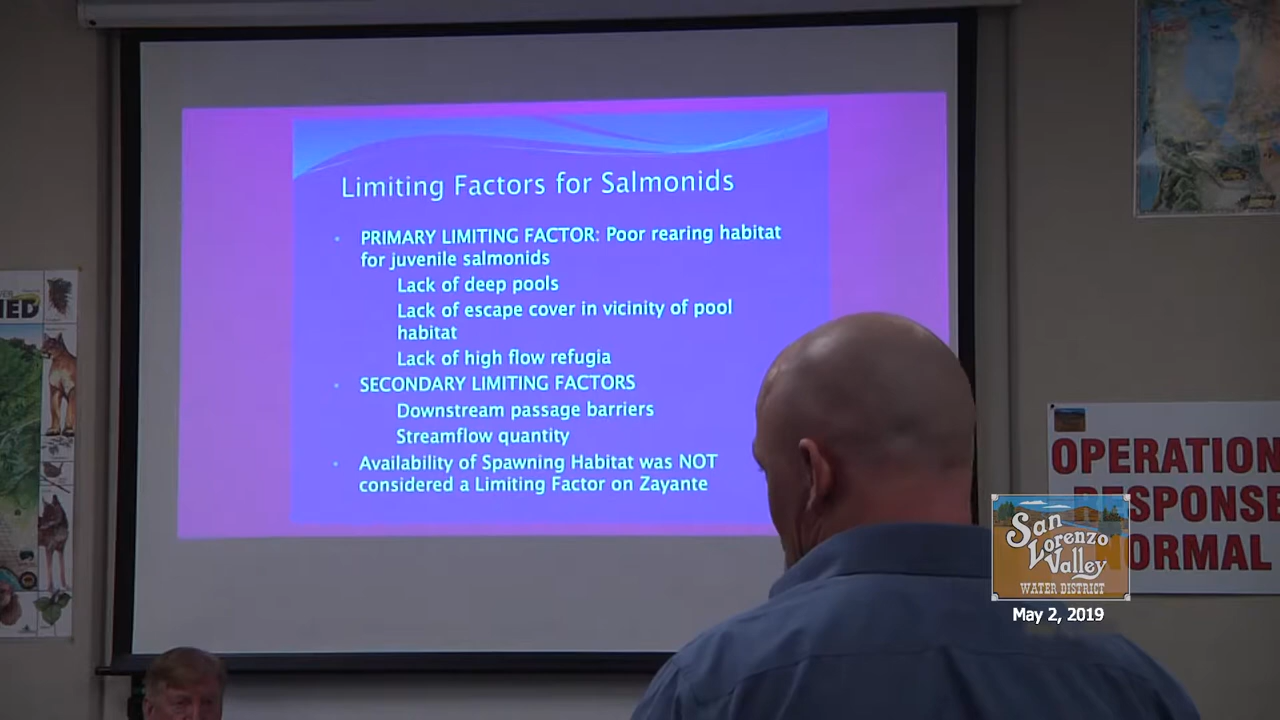 Limiting Factors for Salmonids
• PRIMARY LIMITING FACTOR: Poor rearing habitat
for juvenile salmonids
Lack of deep pools
Lack of escape cover in vicinity of pool
habitat
Lack of high flow refugia
• SECONDARY LIMITING FACTORS
Downstream passage barriers
Streamflow quantity
• Availability of Spawning Habitat was NOT
considered a Limiting Factor on Zayante
OPERATION
San
Lorenzo
Valley
WATER DISTRICT
May 2, 2019